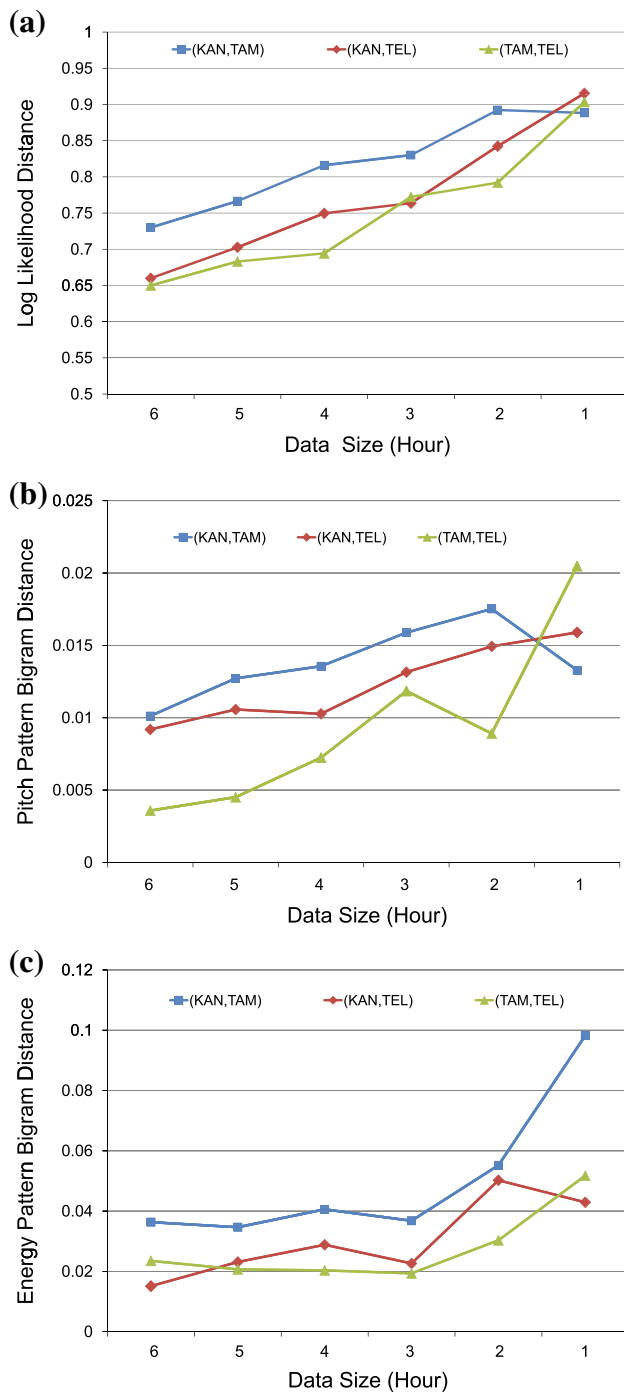 (a)
(KAN,TAM) (KAN,TEL) (TAM,TEL)
Log Likelihood Distance
1
0.95
0.9
0.85
0.8
0.75
0.7
0.65
0.6
0.55
0.5
6 5 4 3 2 1
Data Size (Hour)
(b)
(KAN,TAM) (KAN,TEL) (TAM,TEL)
Pitch Pattern Bigram Distance
0.025
0.02
0.015
0.01
0.005
0
6 5 4 3 2 1
Data Size (Hour)
(c)
(KAN,TAM) (KAN,TEL) (TAM,TEL)
Energy Pattern Bigram Distance
0.12
0.1
0.08
0.06
0.04
0.02
0
6 5 4 3 2 1
Data Size (Hour)